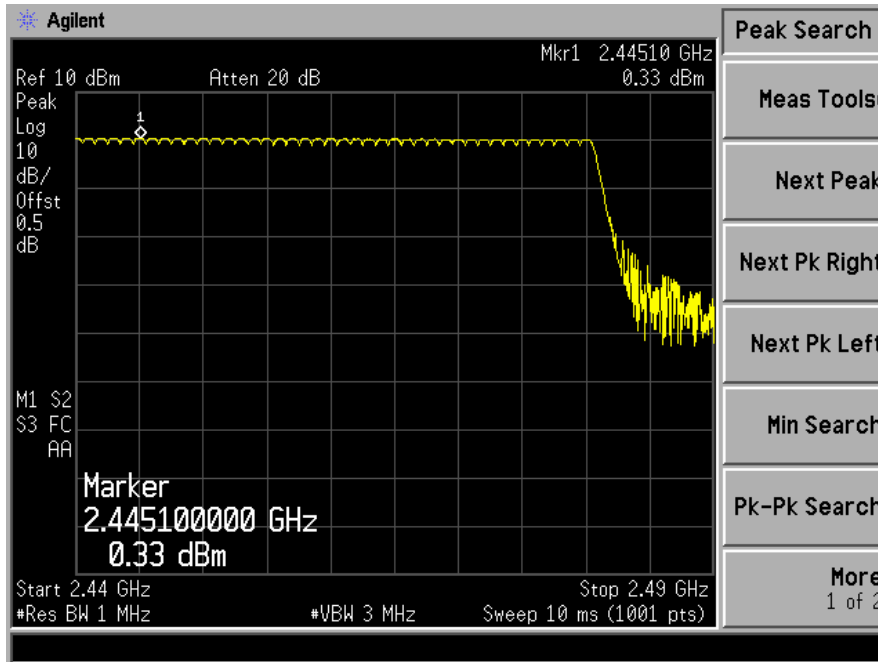 Agilent
Mkr1 2.44510 GHz
Ref 10 dBm Atten 20 dB 0.33 dBm
Peak
Log
10
dB/
Offst
0.5
dB
1
M1 S2
S3 FC
AA
Marker
2.445100000 GHz
0.33 dBm
Start 2.44 GHz Stop 2.49 GHz
#Res BW 1 MHz #VBW 3 MHz Sweep 10 ms (1001 pts)
Peak Search
Meas Tools
Next Peak
Next Pk Right
Next Pk Left
Min Search
Pk-Pk Search
More
1 of 2